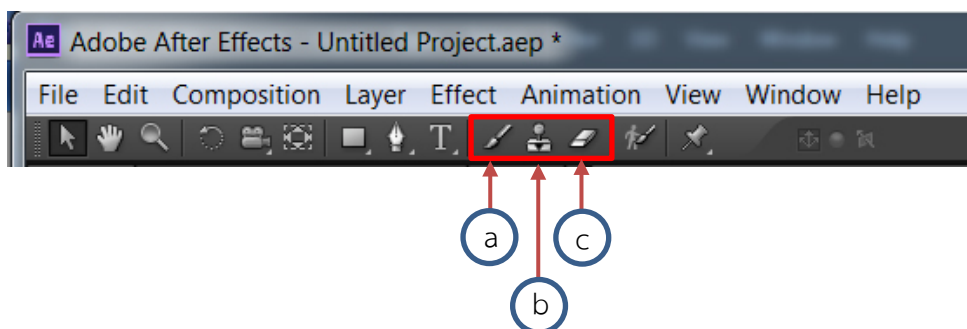 Ae Adobe After Effects - Untitled Project.aep *
File Edit Composition Layer Effect Animation View Window Help
T
a
c
b